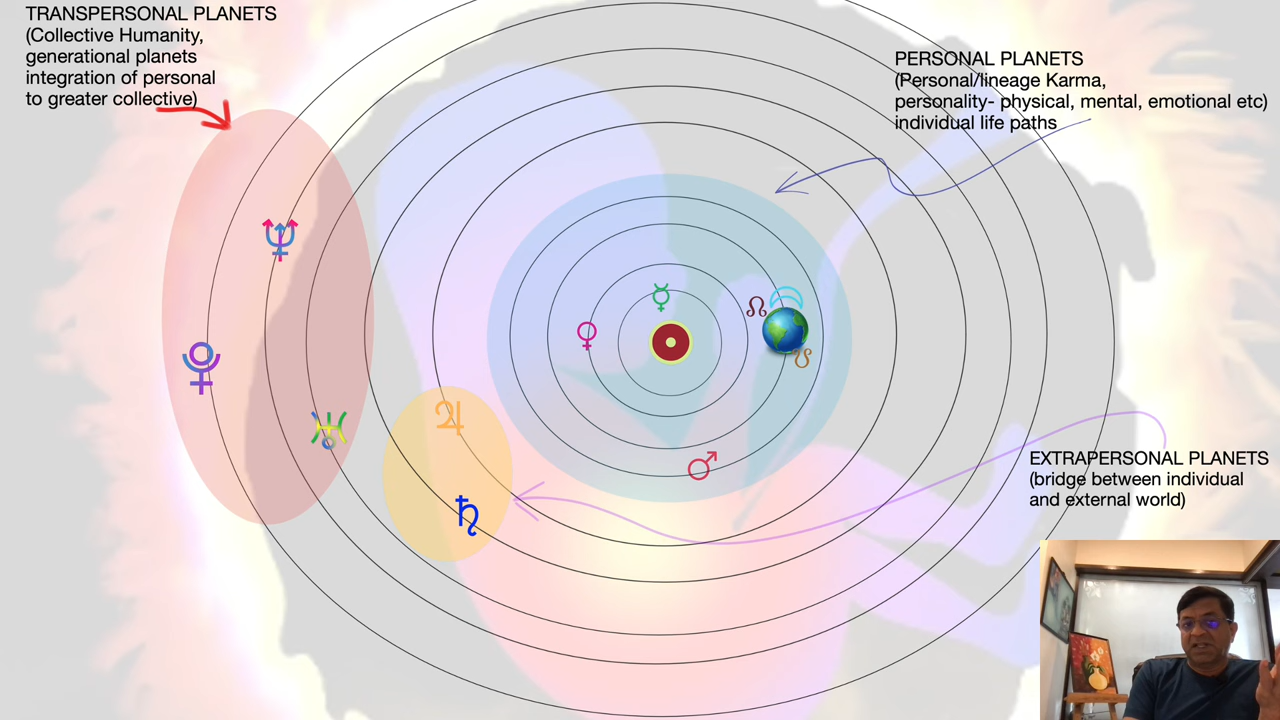 TRANSPERSONAL PLANETS
(Collective Humanity,
generational planets
integration of personal
to greater collective)
PERSONAL PLANETS
(Personal/lineage Karma,
personality- physical, mental, emotional etc)
individual life paths
EXTRAPERSONAL PLANETS
(bridge between individual
and external world)